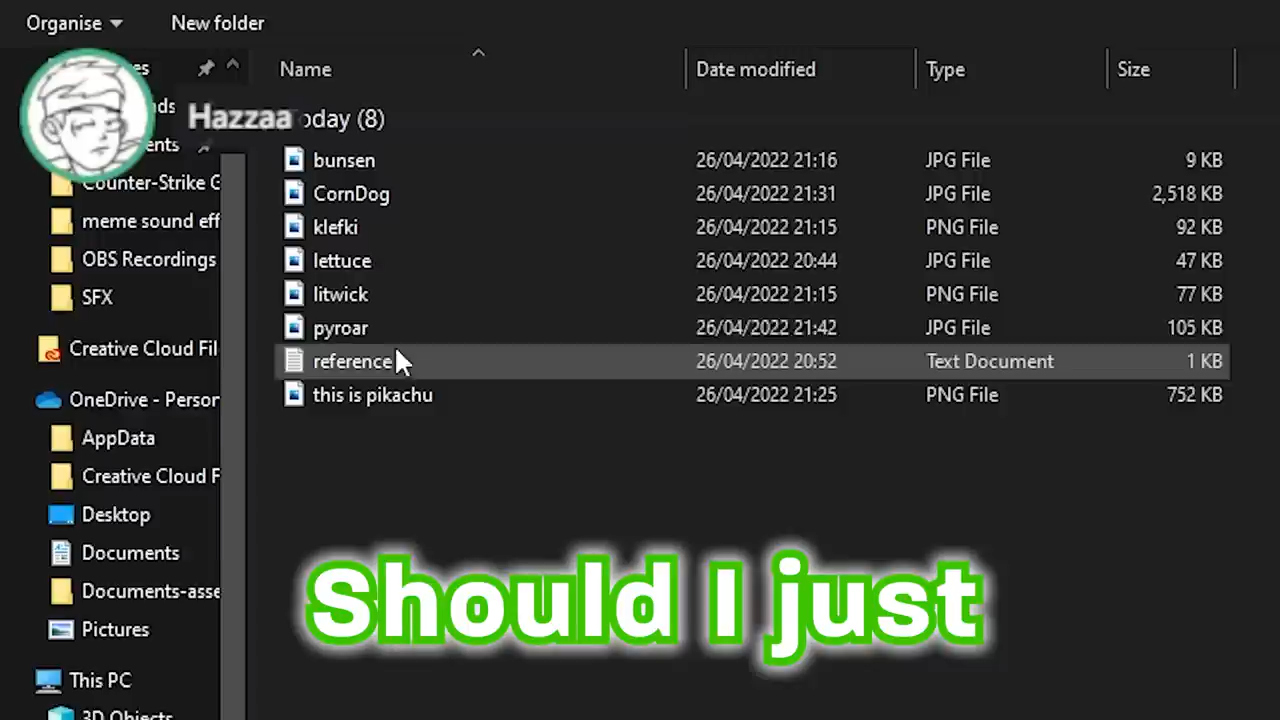 Organise New folder
Name Date modified Type Size
Hazzaa
oday (8)
bunsen 26/04/2022 21:16 JPG File 9 KB
CornDog 26/04/2022 21:31 JPG File 2,518 KB
klefki 26/04/2022 21:15 PNG File 92 KB
lettuce 26/04/2022 20:44 JPG File 47 KB
litwick 26/04/2022 21:15 PNG File 77 KB
pyroar 26/04/2022 21:42 JPG File 105 KB
reference 26/04/2022 20:52 Text Document 1 KB
this is pikachu 26/04/2022 21:25 PNG File 752 KB
ents
Counter-Strike G
meme sound eff
OBS Recordings
SFX
Creative Cloud Fil
OneDrive - Person
AppData
Creative Cloud F
Desktop
Documents
Documents-asse
Pictures
This PC
3D Objects
Should I just